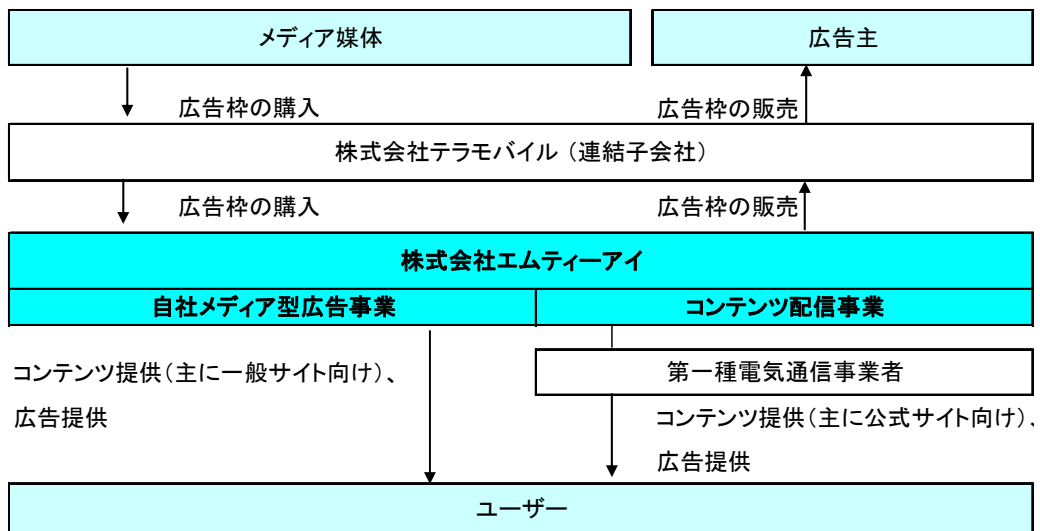 メディア媒体
広告主
広告枠の購入
広告枠の販売
株式会社テラモバイル（連結子会社）
広告枠の購入
広告枠の販売
株式会社エムティーアイ
自社メディア型広告事業
コンテンツ配信事業
コンテンツ提供（主に一般サイト向け）、
広告提供
第一種電気通信事業者
コンテンツ提供（主に公式サイト向け）、
広告提供
ユーザー